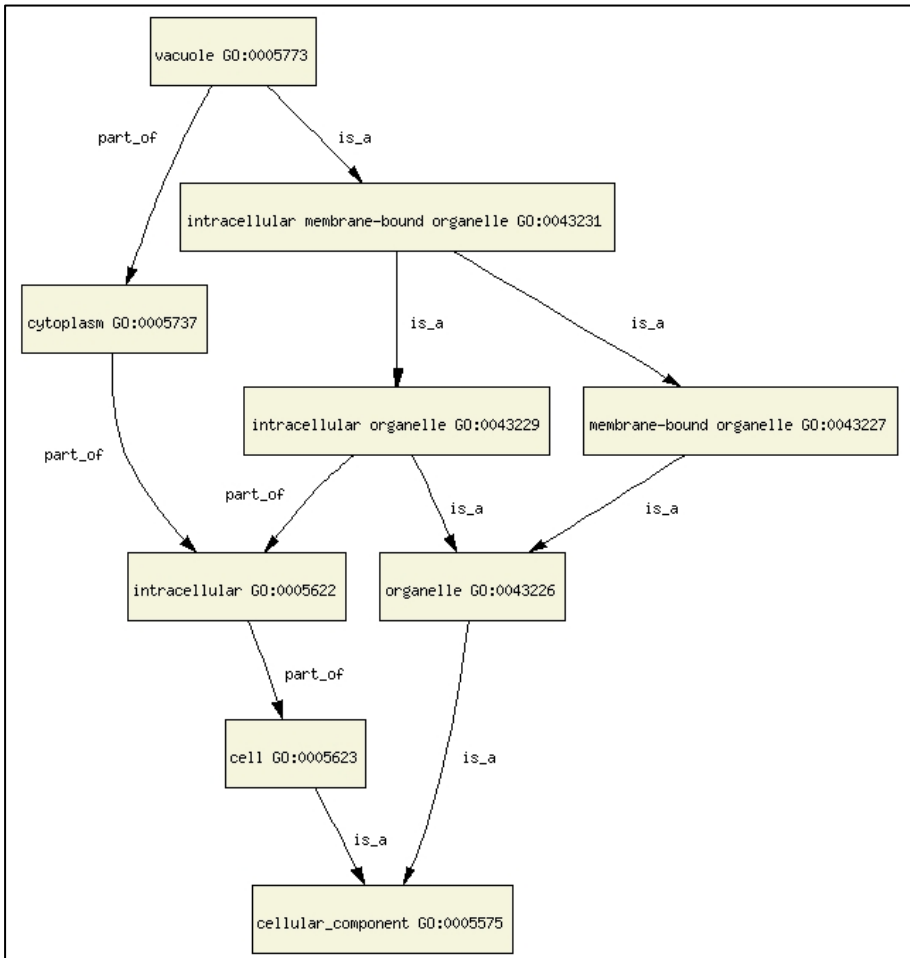 vacuole GO:0005773
part_of
is_a
intracellular membrane-bound organelle GO:0043231
cytoplasm GO:0005737
is_a
is_a
intracellular organelle GO:0043229
membrane-bound organelle GO:0043227
part_of
part_of
is_a
is_a
intracellular GO:0005622
organelle GO:0043226
part_of
cell GO:0005623
is_a
is_a
cellular_component GO:0005575